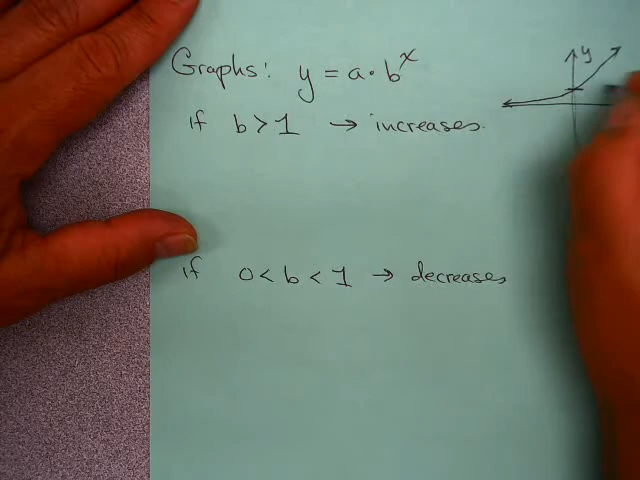 Graphs: y = a · b^x
y
if b > 1 → increases.
if 0 < b < 1 → decreases